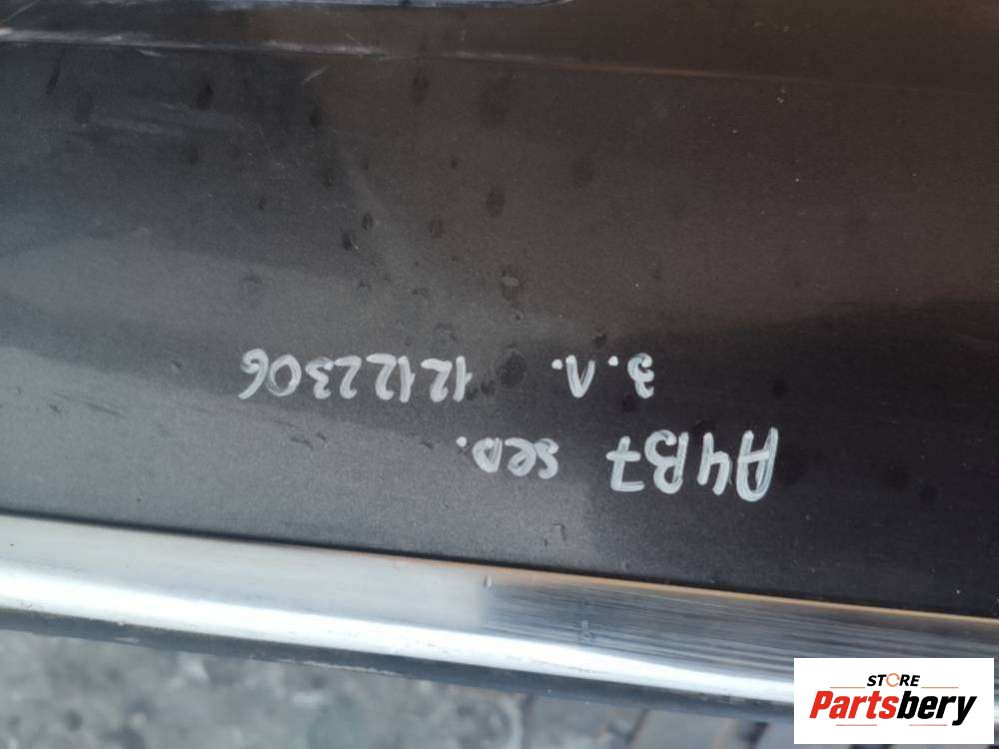 A4B7 sed.
з.л. 12122306
STORE
Partsbery